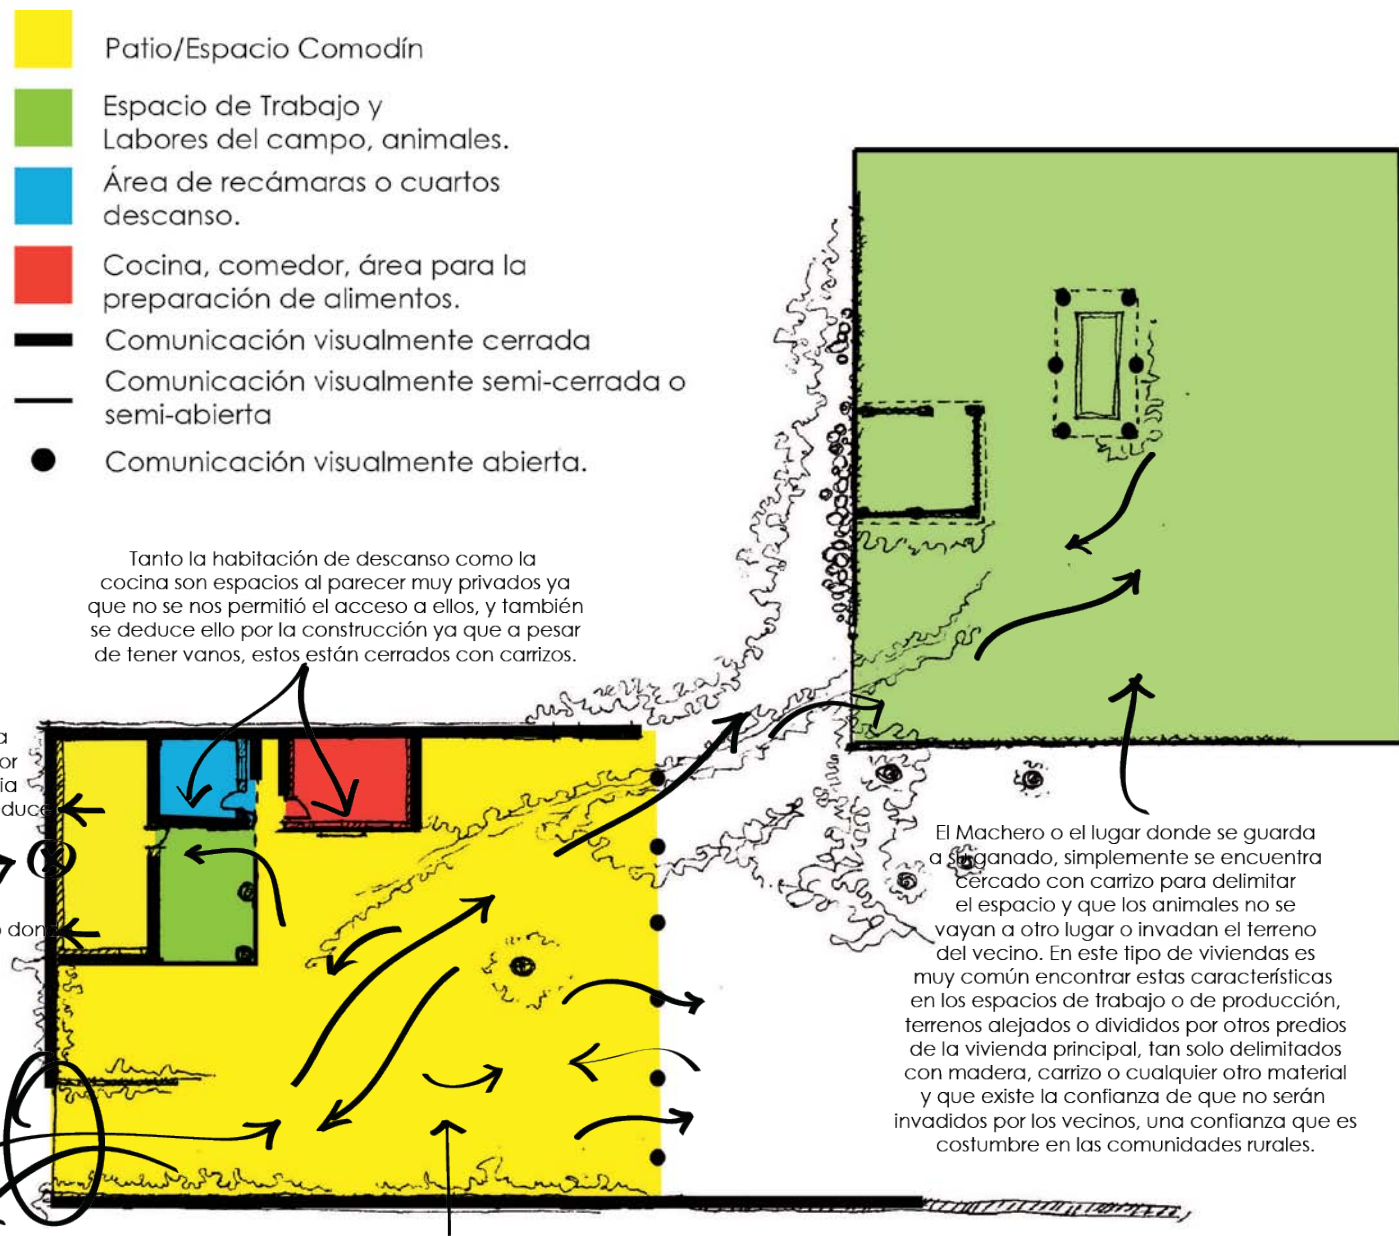 Patio/Espacio Comodín
Espacio de Trabajo y
Labores del campo, animales.
Área de recámaras o cuartos
descanso.
Cocina, comedor, área para la
preparación de alimentos.
Comunicación visualmente cerrada
Comunicación visualmente semi-cerrada o
semi-abierta
Comunicación visualmente abierta.
Tanto la habitación de descanso como la
cocina son espacios al parecer muy privados ya
que no se nos permitió el acceso a ellos, y también
se deduce ello por la construcción ya que a pesar
de tener vanos, estos están cerrados con carrizos.
El Machero o el lugar donde se guarda
a su ganado, simplemente se encuentra
cercado con carrizo para delimitar
el espacio y que los animales no se
vayan a otro lugar o invadan el terreno
del vecino. En este tipo de viviendas es
muy común encontrar estas características
en los espacios de trabajo o de producción,
terrenos alejados o divididos por otros predios
de la vivienda principal, tan solo delimitados
con madera, carrizo o cualquier otro material
y que existe la confianza de que no serán
invadidos por los vecinos, una confianza que es
costumbre en las comunidades rurales.